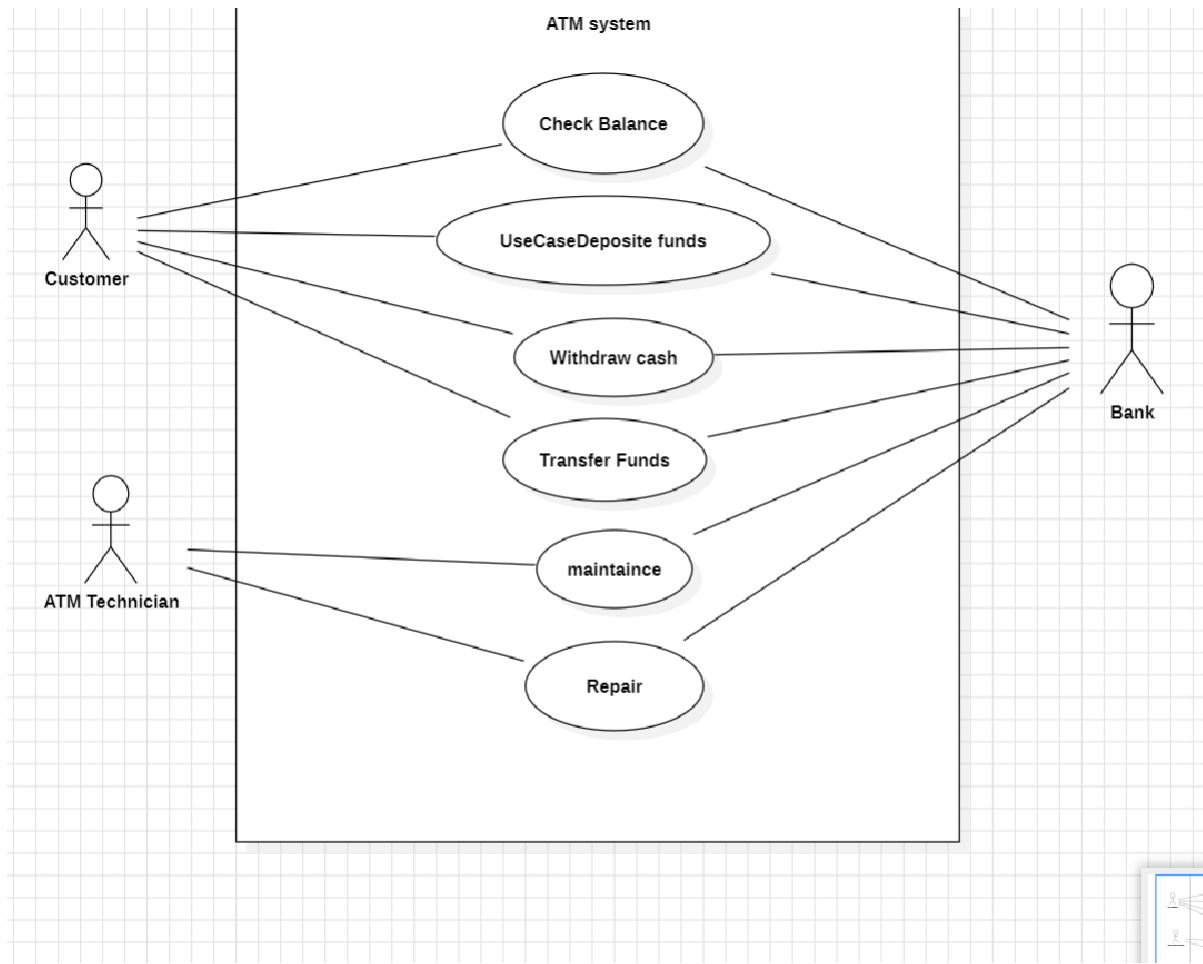 ATM system
Check Balance
UseCaseDeposite funds
Customer
Withdraw cash
Bank
Transfer Funds
maintaince
ATM Technician
Repair